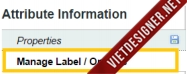 Attribute Information
Properties
Manage Label /
VIETDESIGNER.NET